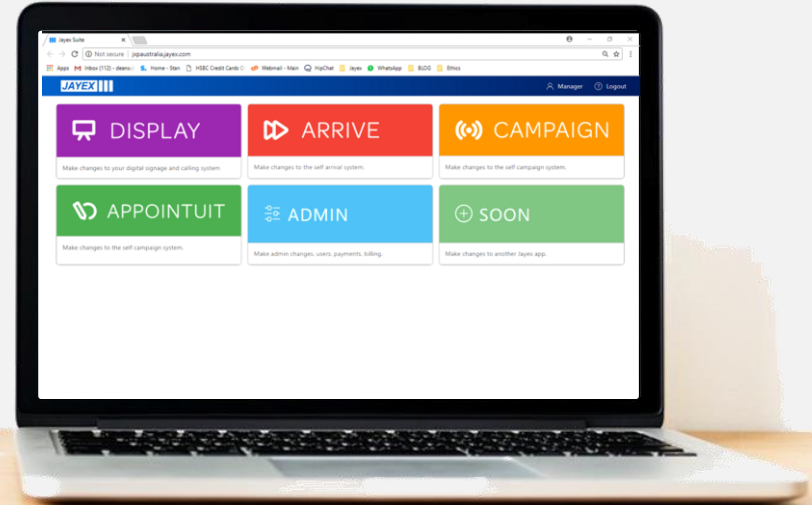 Jayex Suite
Not secure | jxpaustralia.jayex.com
Apps Inbox (112) - deans Home - Stan HSBC Credit Cards Webmail - Main HipChat Jayex WhatsApp BLOG Ethics
JAYEX Manager Logout
DISPLAY ARRIVE CAMPAIGN
Make changes to your digital signage and calling system Make changes to the self arrival system. Make changes to the self campaign system.
APPOINTUIT ADMIN SOON
Make changes to the self campaign system. Make admin changes, users, payments, billing. Make changes to another Jayex app.